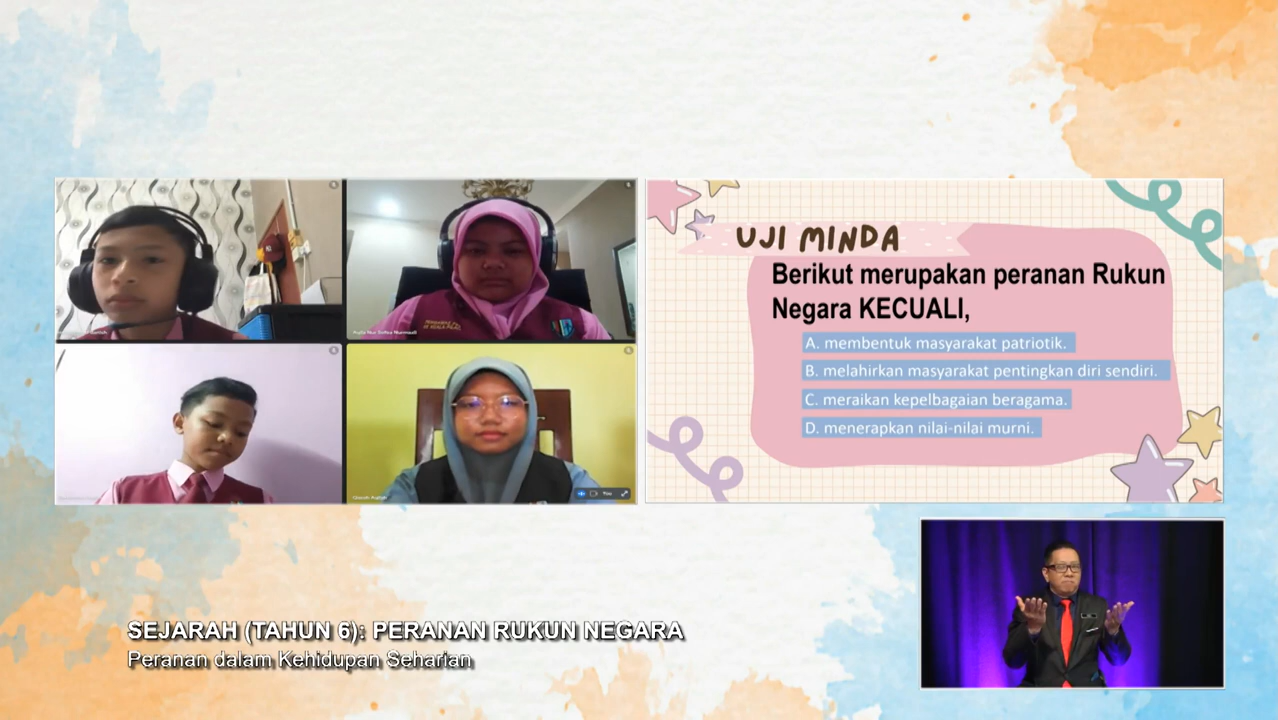 UJI MINDA
Berikut merupakan peranan Rukun
Negara KECUALI,
A. membentuk masyarakat patriotik.
B. melahirkan masyarakat pentingkan diri sendiri.
C. meraikan kepelbagaian beragama.
D. menerapkan nilai-nilai murni.
You
SEJARAH (TAHUN 6): PERANAN RUKUN NEGARA
Peranan dalam Kehidupan Seharian